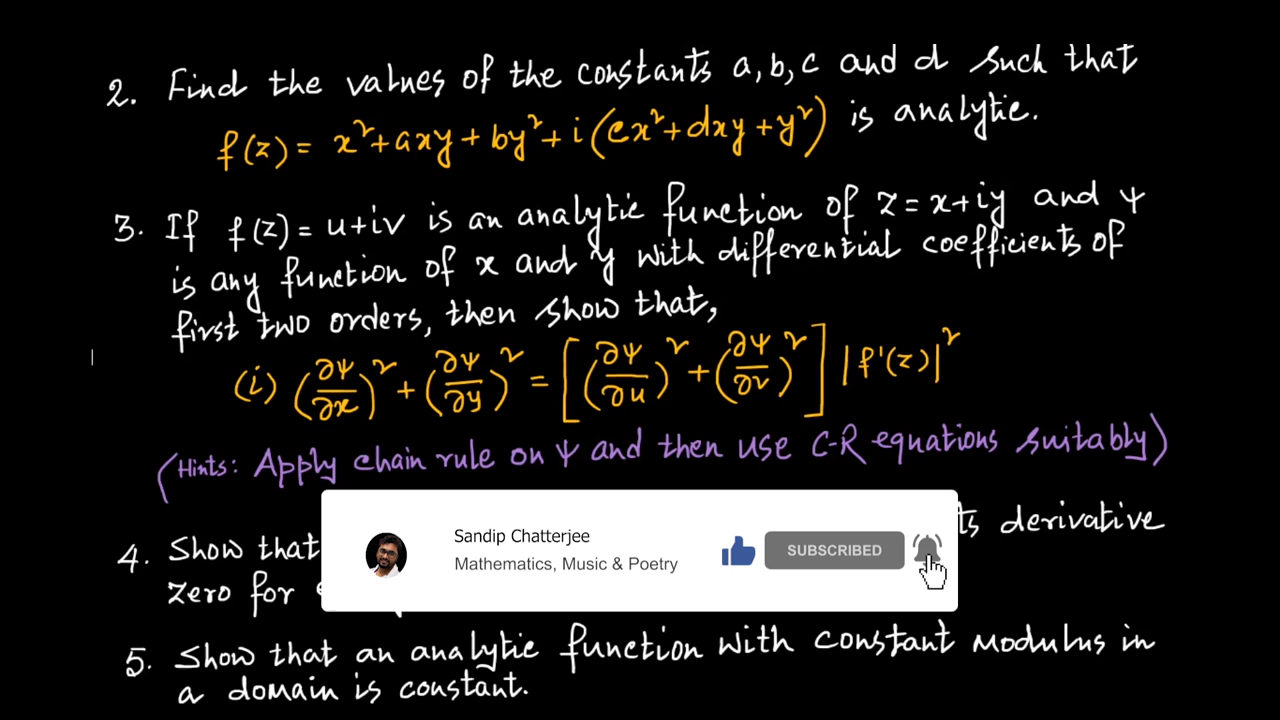 2. Find the values of the constants a, b, c and d such that
f(z) = x² + axy + by² + i(cx² + dxy + y²) is analytic.
3. If f(z) = u+iv is an analytic function of z = x+iy and ψ
is any function of x and y with differential coefficients of
first two orders, then show that,
(i) (∂ψ/∂x)² + (∂ψ/∂y)² = [(∂ψ/∂u)² + (∂ψ/∂v)²] |f'(z)|²
(Hints: Apply chain rule on ψ and then use C-R equations suitably)
4. Show that derivative
zero for
Sandip Chatterjee
Mathematics, Music & Poetry
SUBSCRIBED
5. Show that an analytic function with constant modulus in
a domain is constant.